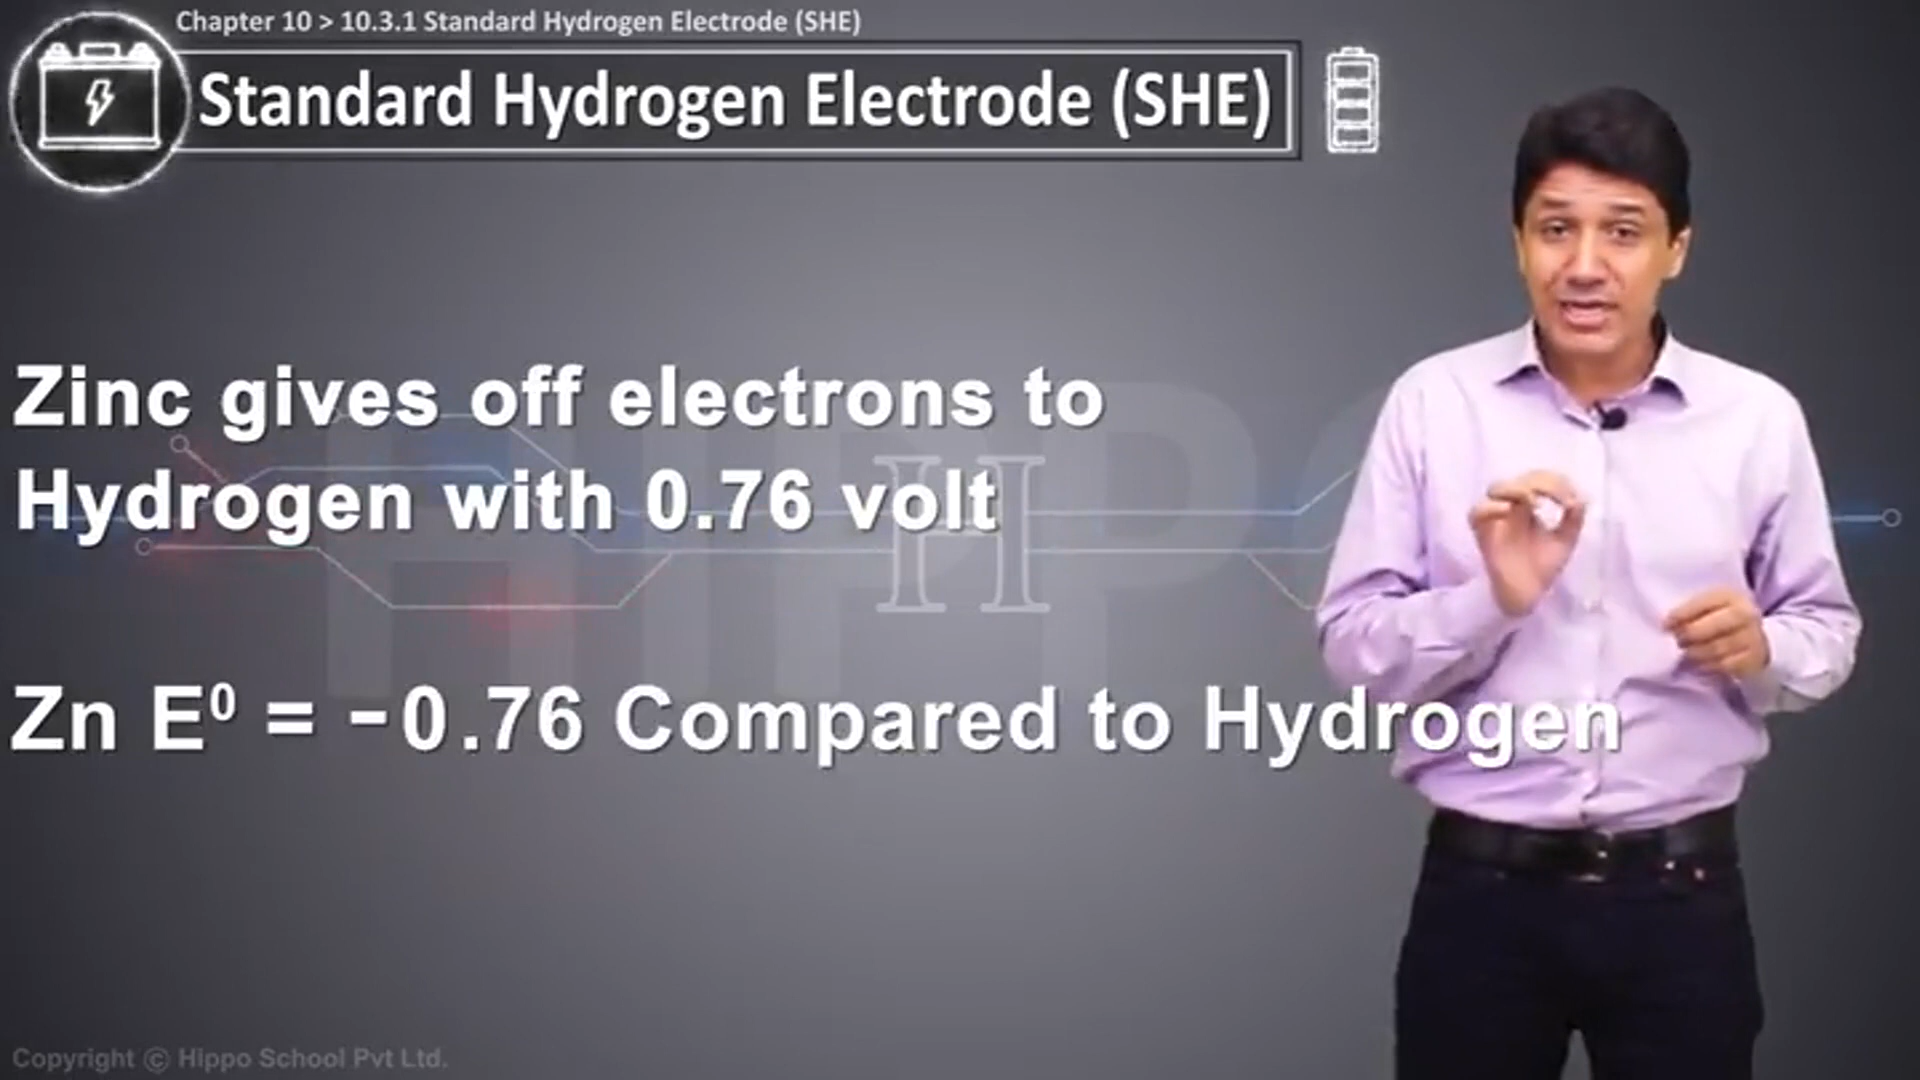 Chapter 10 > 10.3.1 Standard Hydrogen Electrode (SHE)
Standard Hydrogen Electrode (SHE)
Zinc gives off electrons to
Hydrogen with 0.76 volt
H
HIPPO
Zn E⁰ = -0.76 Compared to Hydrogen
Copyright © Hippo School Pvt Ltd.